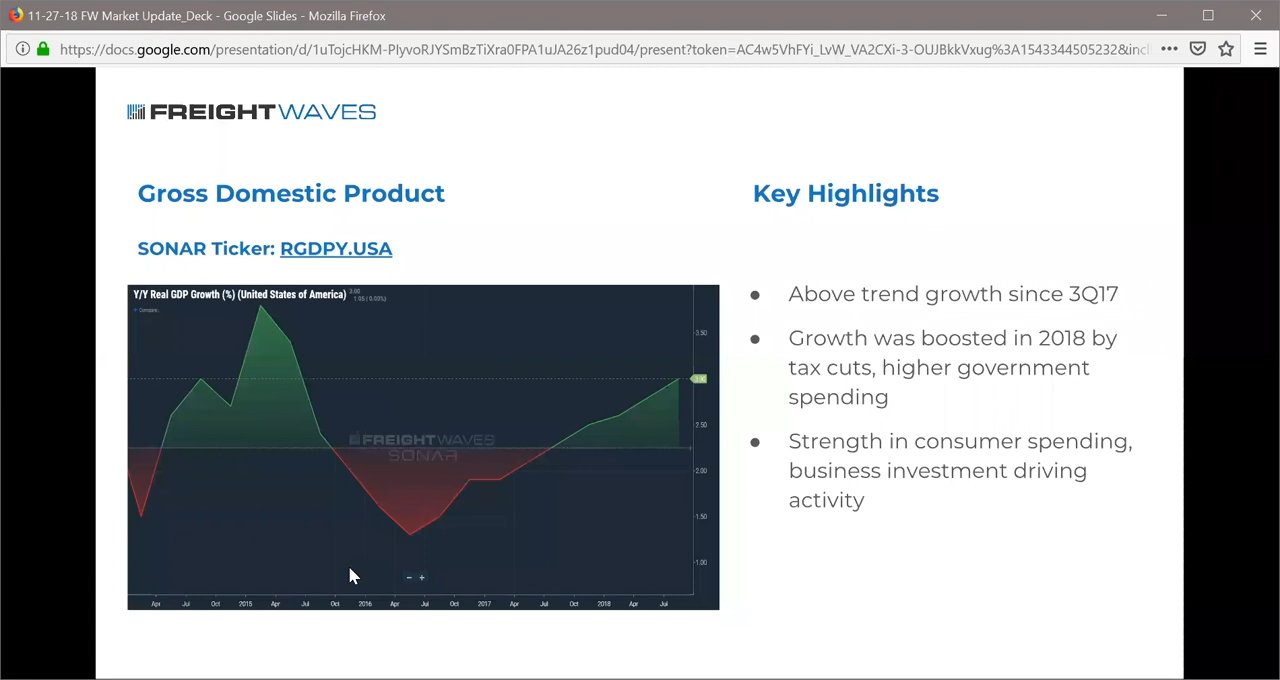 11-27-18 FW Market Update_Deck - Google Slides - Mozilla Firefox
https://docs.google.com/presentation/d/1uTojcHKM-PIyvoRJYSmBzTiXra0FPA1uJA26z1pud04/present?token=AC4w5VhFYi_LvW_VA2CXi-3-OUJBkkVxug%3A1543344505232&incl
FREIGHTWAVES
Gross Domestic Product
SONAR Ticker: RGDPY.USA
Y/Y Real GDP Growth (%) (United States of America) 3.00
Compare..
3.50
3.00
2.50
2.00
1.50
1.00
FREIGHTWAVES
SONAR
− +
Apr Jul Oct 2015 Apr Jul Oct 2016 Apr Jul Oct 2017 Apr Jul Oct 2018 Apr Jul
Key Highlights
● Above trend growth since 3Q17
● Growth was boosted in 2018 by
tax cuts, higher government
spending
● Strength in consumer spending,
business investment driving
activity